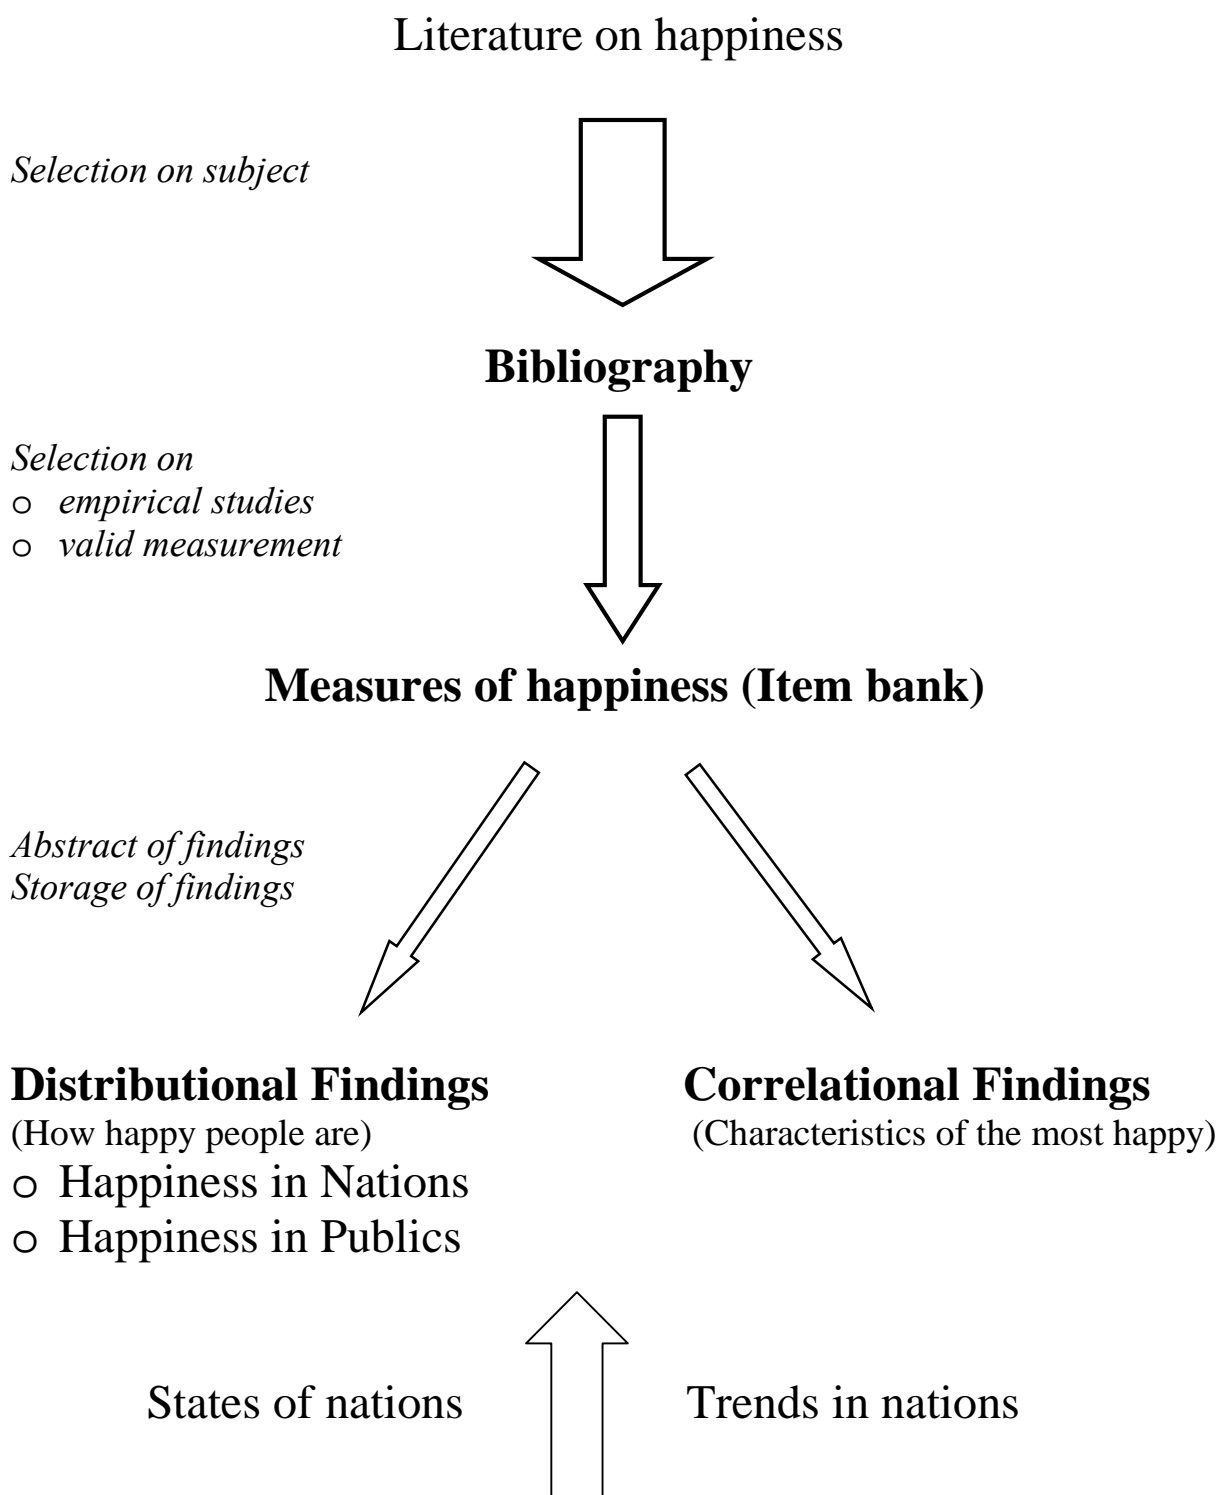 Literature on happiness
Selection on subject
Bibliography
Selection on
o empirical studies
o valid measurement
Measures of happiness (Item bank)
Abstract of findings
Storage of findings
Distributional Findings
(How happy people are)
o Happiness in Nations
o Happiness in Publics
Correlational Findings
(Characteristics of the most happy)
States of nations
Trends in nations